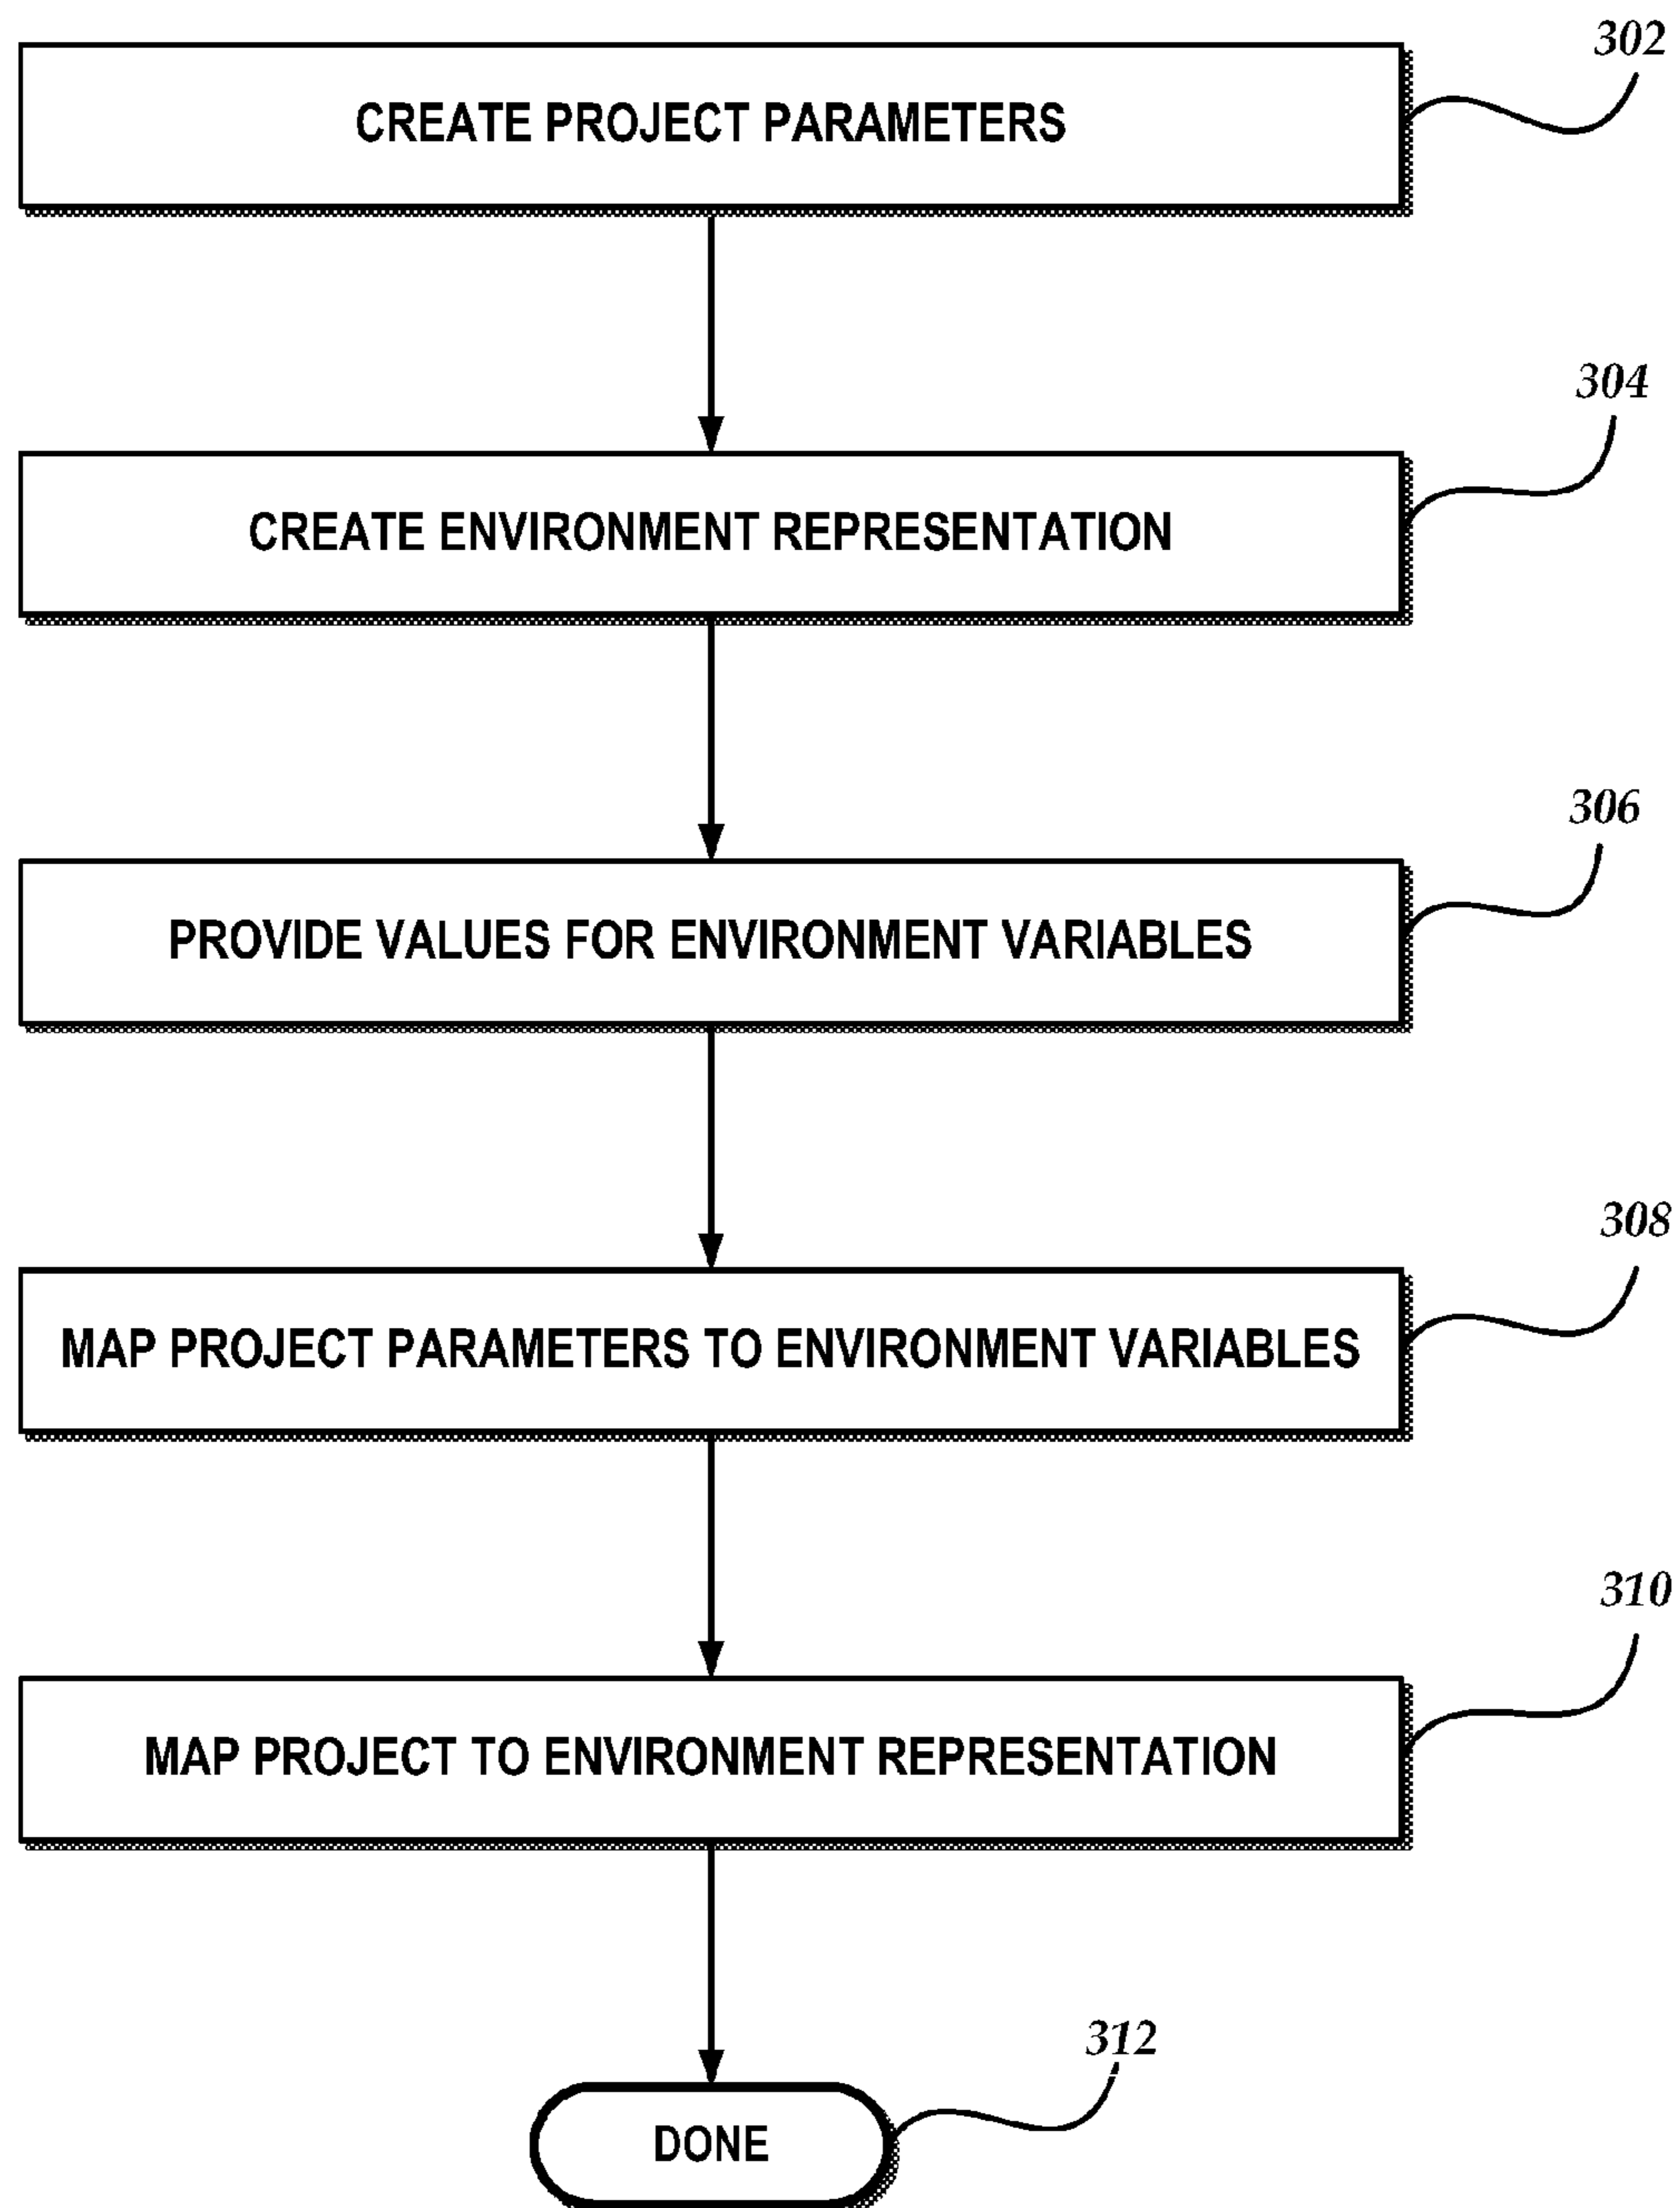 302
CREATE PROJECT PARAMETERS
304
CREATE ENVIRONMENT REPRESENTATION
306
PROVIDE VALUES FOR ENVIRONMENT VARIABLES
308
MAP PROJECT PARAMETERS TO ENVIRONMENT VARIABLES
310
MAP PROJECT TO ENVIRONMENT REPRESENTATION
312
DONE